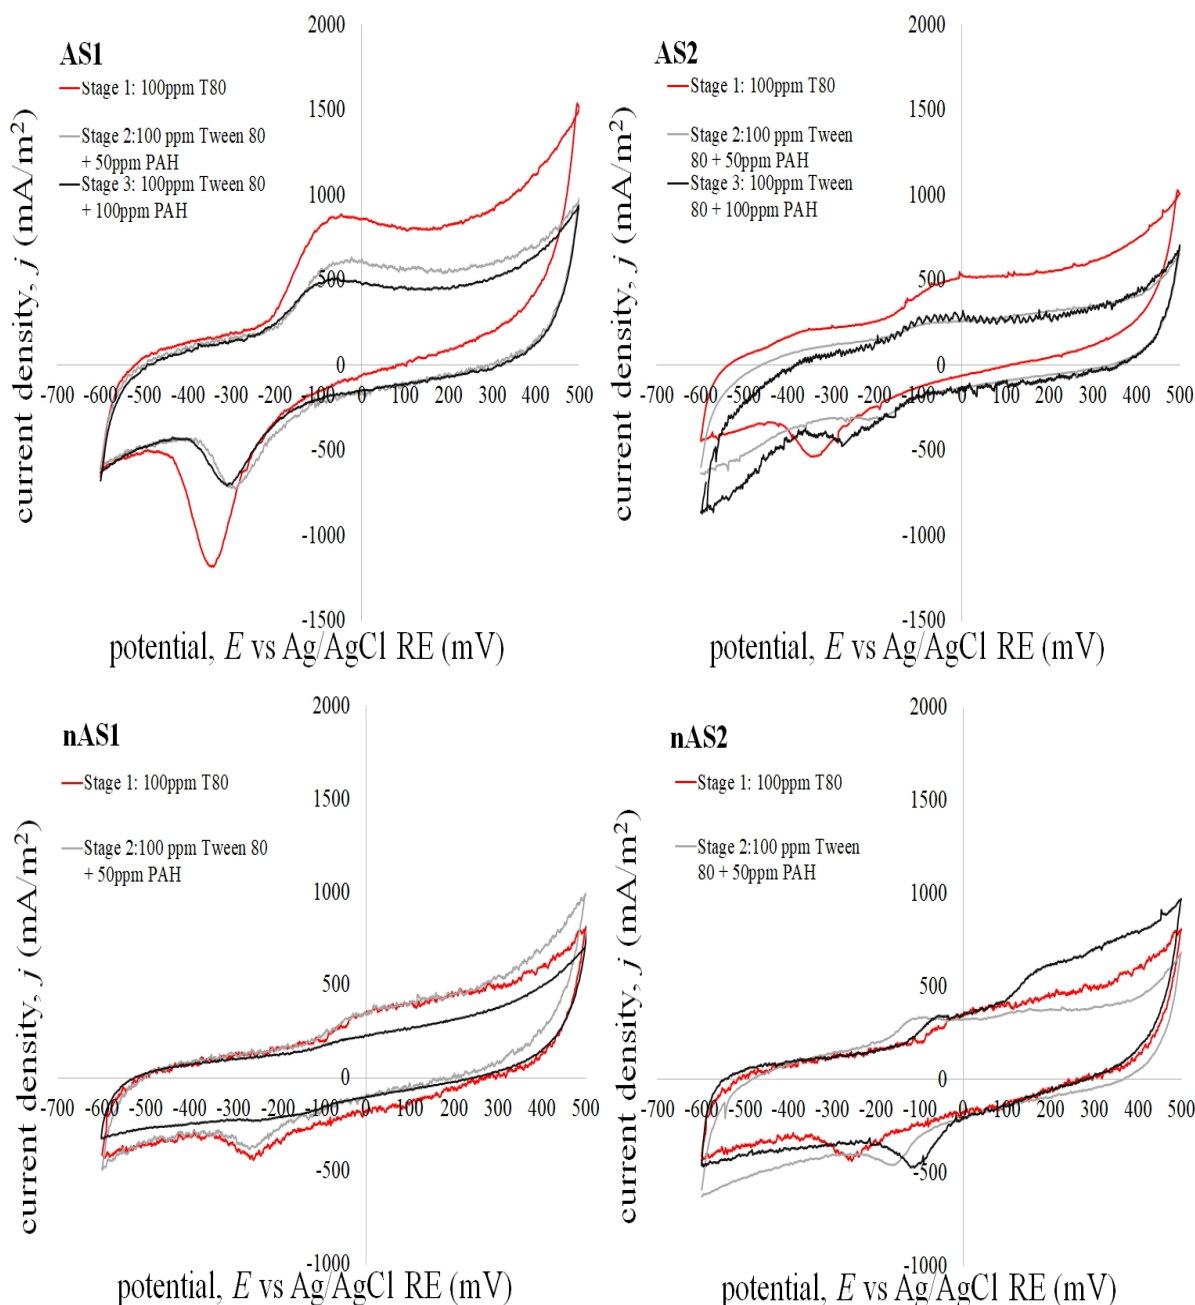 AS1
Stage 1: 100ppm T80
Stage 2:100 ppm Tween 80
+ 50ppm PAH
Stage 3: 100ppm Tween 80
+ 100ppm PAH
2000
1500
1000
500
0
-500
-1000
-1500
-700 -600 -500 -400 -300 -200 -100 0 100 200 300 400 500
current density, j (mA/m²)
potential, E vs Ag/AgCl RE (mV)
AS2
Stage 1: 100ppm T80
Stage 2:100 ppm Tween
80 + 50ppm PAH
Stage 3: 100ppm Tween
80 + 100ppm PAH
2000
1500
1000
500
0
-500
-1000
-1500
-700 -600 -500 -400 -300 -200 -100 0 100 200 300 400 500
current density, j (mA/m²)
potential, E vs Ag/AgCl RE (mV)
nAS1
Stage 1: 100ppm T80
Stage 2:100 ppm Tween 80
+ 50ppm PAH
2000
1500
1000
500
0
-500
-1000
-700 -600 -500 -400 -300 -200 -100 0 100 200 300 400 500
current density, j (mA/m²)
potential, E vs Ag/AgCl RE (mV)
nAS2
Stage 1: 100ppm T80
Stage 2:100 ppm Tween
80 + 50ppm PAH
2000
1500
1000
500
0
-500
-1000
-700 -600 -500 -400 -300 -200 -100 0 100 200 300 400 500
current density, j (mA/m²)
potential, E vs Ag/AgCl RE (mV)